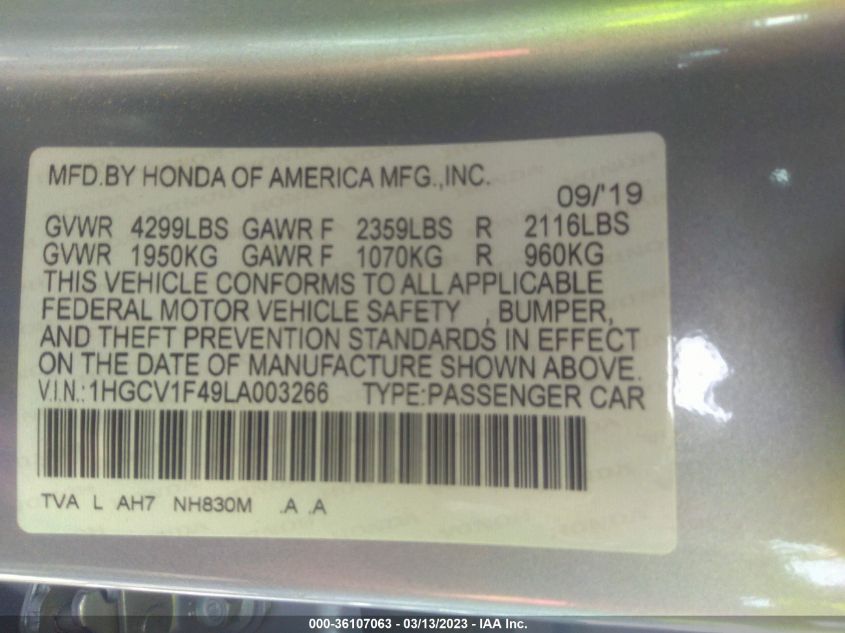 MFD.BY HONDA OF AMERICA MFG.,INC.
09/'19
GVWR 4299LBS GAWR F 2359LBS R 2116LBS
GVWR 1950KG GAWR F 1070KG R 960KG
THIS VEHICLE CONFORMS TO ALL APPLICABLE
FEDERAL MOTOR VEHICLE SAFETY , BUMPER,
AND THEFT PREVENTION STANDARDS IN EFFECT
ON THE DATE OF MANUFACTURE SHOWN ABOVE.
V.I.N.:1HGCV1F49LA003266 TYPE:PASSENGER CAR
TVA L AH7 NH830M .A .A
000-36107063 - 03/13/2023 - IAA Inc.